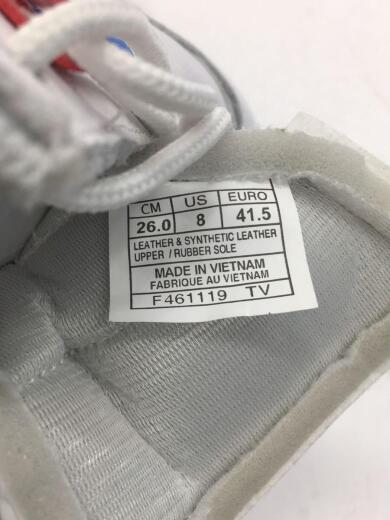 CM US EURO
26.0 8 41.5
LEATHER & SYNTHETIC LEATHER
UPPER / RUBBER SOLE
MADE IN VIETNAM
FABRIQUE AU VIETNAM
F461119 TV